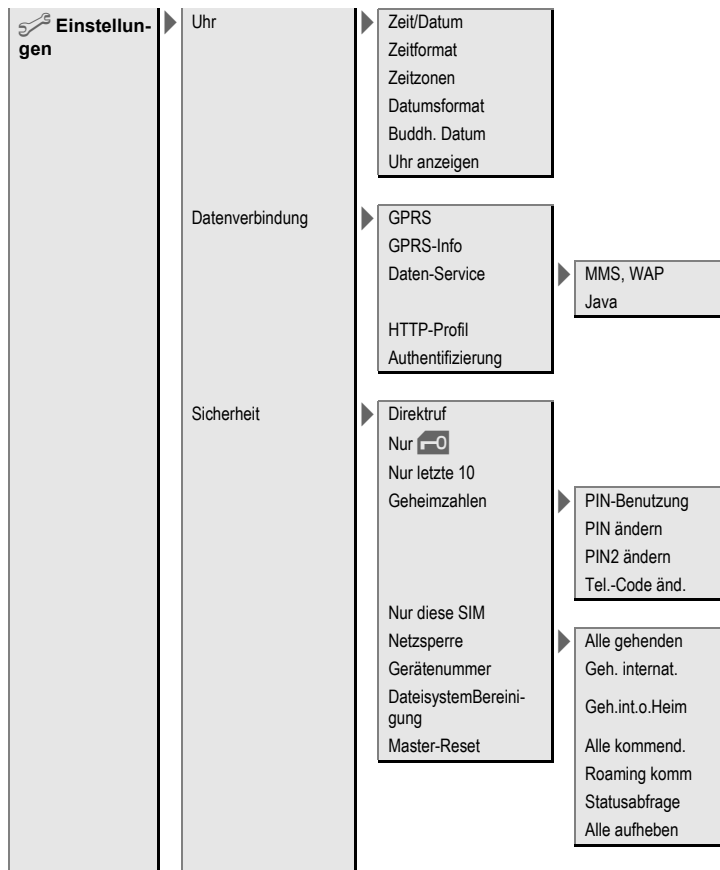 Einstellun-
gen
Uhr
Zeit/Datum
Zeitformat
Zeitzonen
Datumsformat
Buddh. Datum
Uhr anzeigen
Datenverbindung
GPRS
GPRS-Info
Daten-Service
MMS, WAP
Java
HTTP-Profil
Authentifizierung
Sicherheit
Direktruf
Nur
Nur letzte 10
Geheimzahlen
PIN-Benutzung
PIN ändern
PIN2 ändern
Tel.-Code änd.
Nur diese SIM
Netzsperre
Alle gehenden
Geh. internat.
Geh.int.o.Heim
Alle kommend.
Roaming komm
Statusabfrage
Alle aufheben
Gerätenummer
DateisystemBereini-
gung
Master-Reset